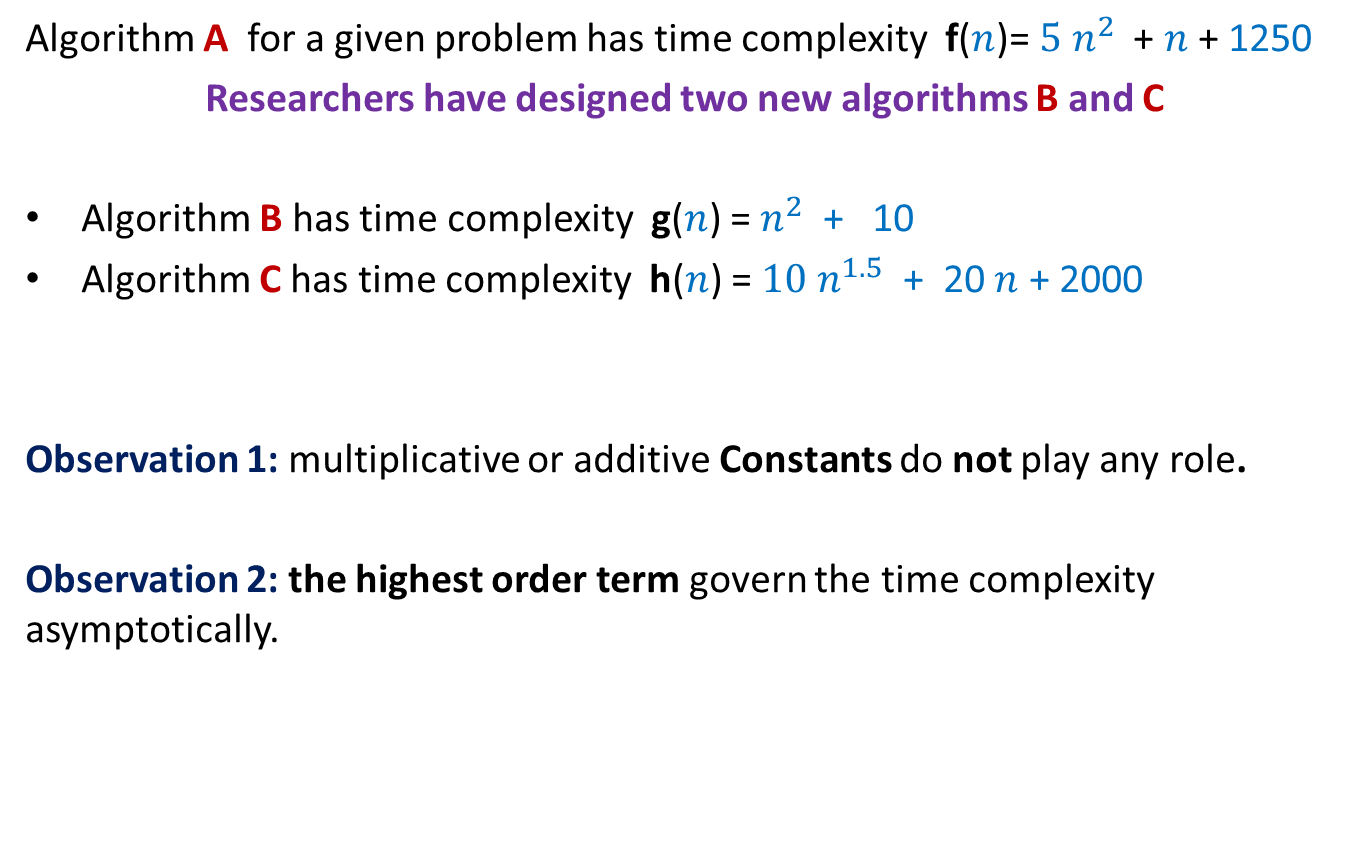 Algorithm A for a given problem has time complexity f(n)= 5 n² + n + 1250
Researchers have designed two new algorithms B and C
• Algorithm B has time complexity g(n) = n² + 10
• Algorithm C has time complexity h(n) = 10 n^1.5 + 20 n + 2000
Observation 1: multiplicative or additive Constants do not play any role.
Observation 2: the highest order term govern the time complexity
asymptotically.